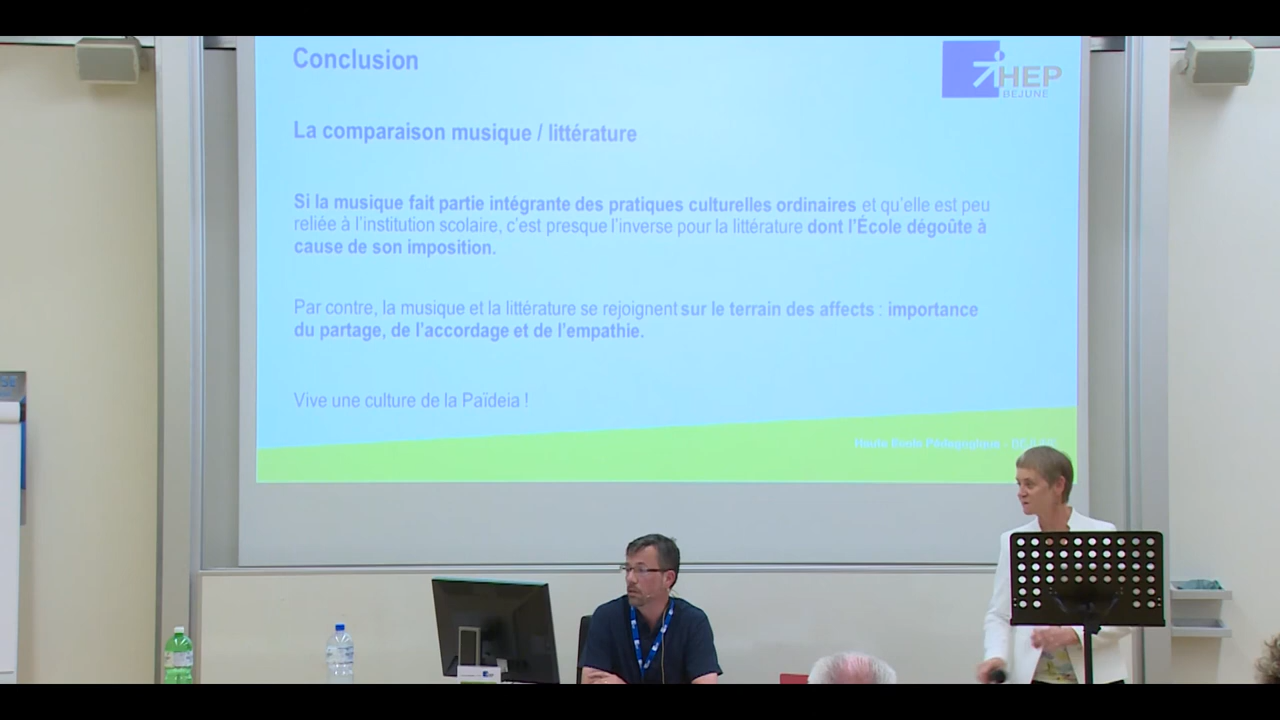 Conclusion
HEP
BEJUNE
La comparaison musique / littérature
Si la musique fait partie intégrante des pratiques culturelles ordinaires et qu'elle est peu
reliée à l'institution scolaire, c'est presque l'inverse pour la littérature dont l'École dégoûte à
cause de son imposition.
Par contre, la musique et la littérature se rejoignent sur le terrain des affects : importance
du partage, de l'accordage et de l'empathie.
Vive une culture de la Païdeia !
Haute Ecole Pédagogique -